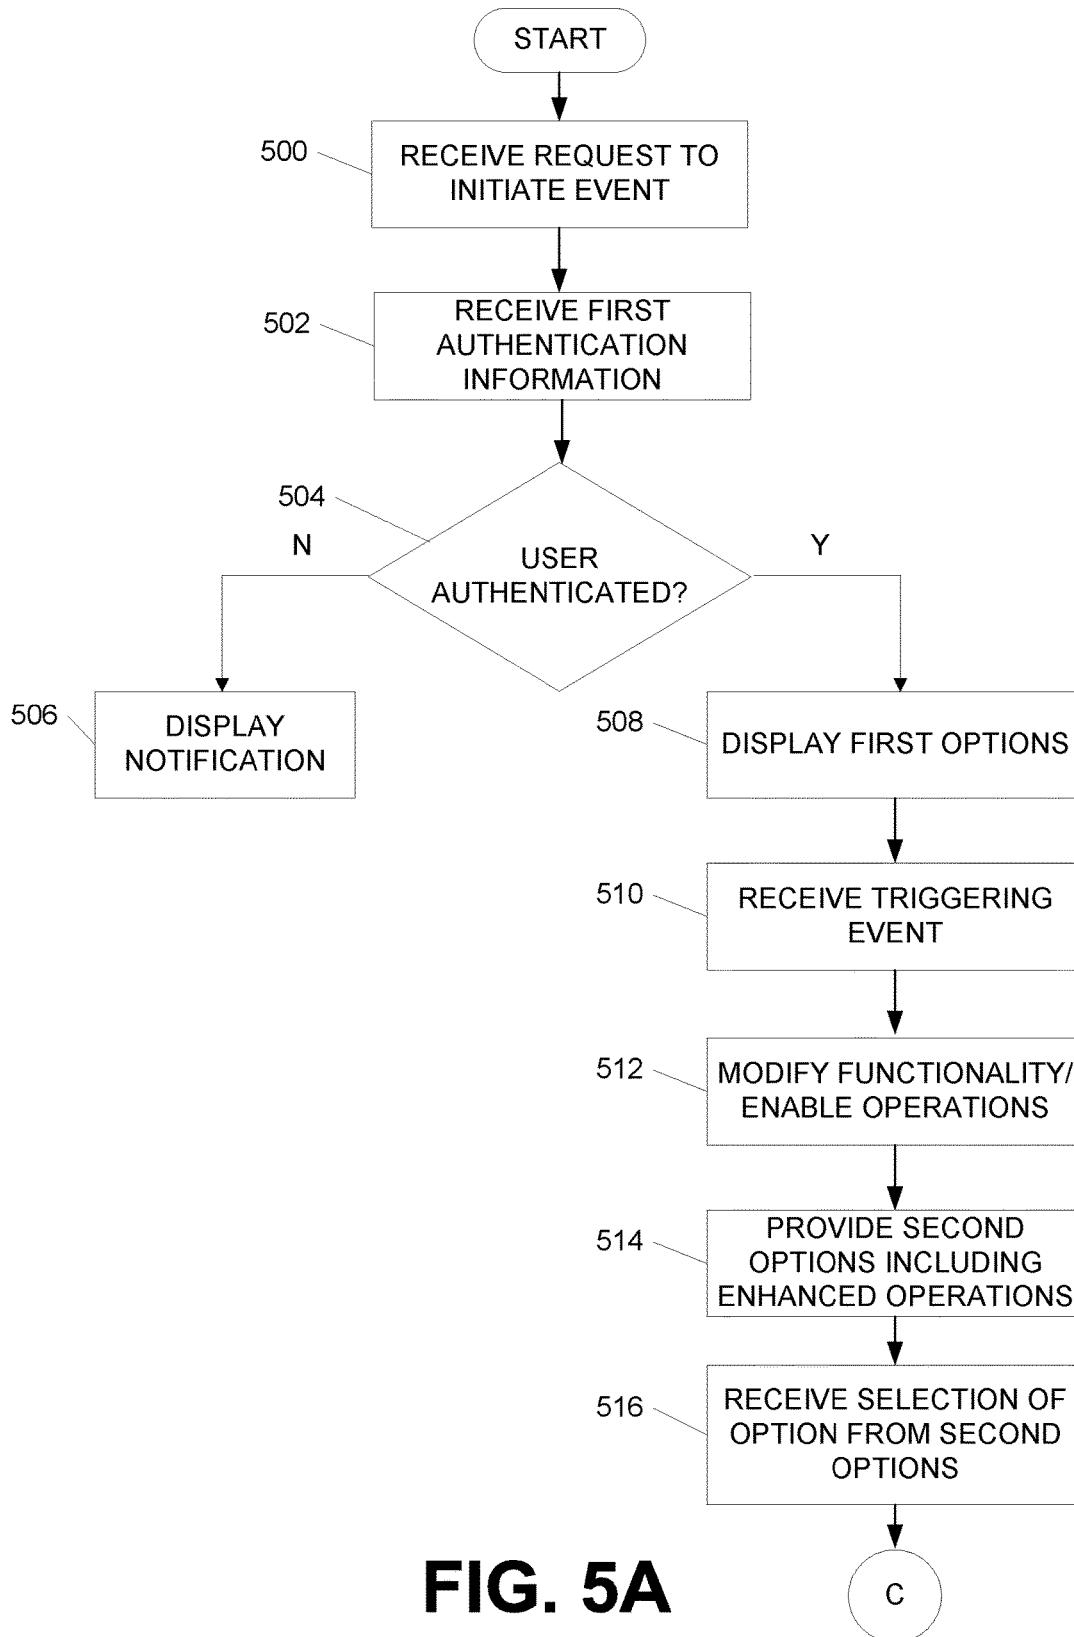 START
500
RECEIVE REQUEST TO
INITIATE EVENT
502
RECEIVE FIRST
AUTHENTICATION
INFORMATION
504
N
Y
USER
AUTHENTICATED?
506
DISPLAY
NOTIFICATION
508
DISPLAY FIRST OPTIONS
510
RECEIVE TRIGGERING
EVENT
512
MODIFY FUNCTIONALITY/
ENABLE OPERATIONS
514
PROVIDE SECOND
OPTIONS INCLUDING
ENHANCED OPERATIONS
516
RECEIVE SELECTION OF
OPTION FROM SECOND
OPTIONS
FIG. 5A
C